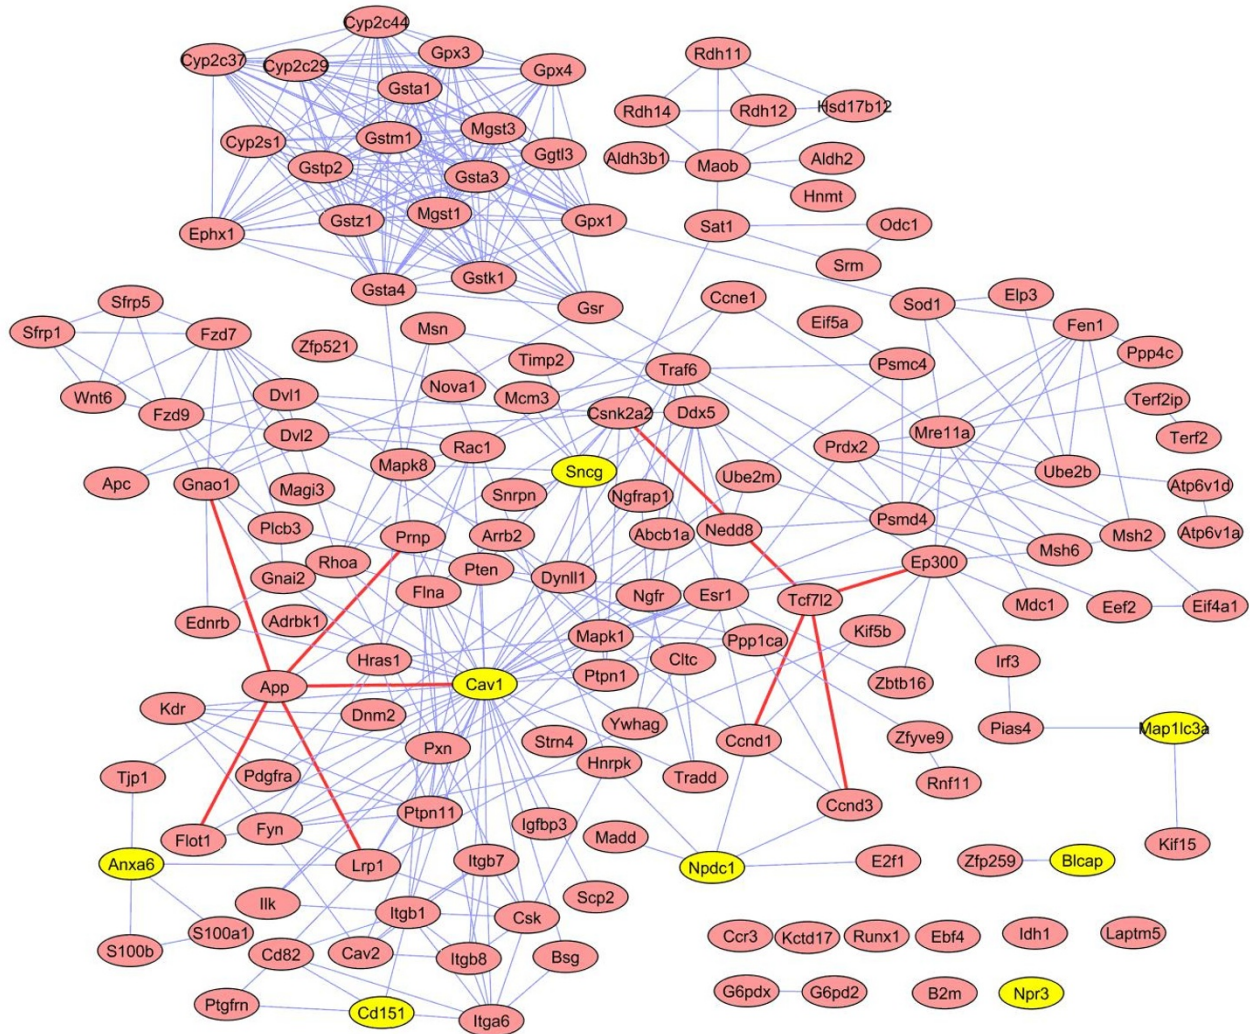 Cyp2c44
Cyp2c37
Cyp2c29
Gpx3
Gpx4
Gsta1
Cyp2s1
Gstm1
Mgst3
Gstp2
Gsta3
Ggtl3
Ephx1
Gstz1
Mgst1
Gpx1
Gsta4
Gstk1
Gsr
Rdh11
Rdh14
Rdh12
Hsd17b12
Aldh3b1
Maob
Aldh2
Hnmt
Sat1
Odc1
Srm
Sfrp5
Sfrp1
Fzd7
Wnt6
Fzd9
Zfp521
Msn
Timp2
Nova1
Mcm3
Ccne1
Eif5a
Sod1
Elp3
Fen1
Ppp4c
Traf6
Psmc4
Dvl1
Dvl2
Csnk2a2
Ddx5
Terf2ip
Terf2
Apc
Gnao1
Magi3
Mapk8
Rac1
Sncg
Prdx2
Mre11a
Ube2b
Atp6v1d
Atp6v1a
Snrpn
Ngfrap1
Ube2m
Plcb3
Prnp
Arrb2
Abcb1a
Nedd8
Psmd4
Msh2
Msh6
Gnai2
Rhoa
Pten
Dynll1
Ep300
Ednrb
Adrbk1
Flna
Ngfr
Esr1
Tcf7l2
Mdc1
Eef2
Eif4a1
Mapk1
Ppp1ca
Kif5b
Hras1
Cltc
Ptpn1
Irf3
Zbtb16
App
Cav1
Kdr
Dnm2
Ywhag
Pias4
Map1lc3a
Pxn
Strn4
Ccnd1
Zfyve9
Tjp1
Pdgfra
Hnrpk
Tradd
Rnf11
Ptpn11
Igfbp3
Ccnd3
Flot1
Fyn
Madd
Kif15
Anxa6
Lrp1
Itgb7
Npdc1
E2f1
Zfp259
Blcap
Ilk
Itgb1
Csk
Scp2
S100b
S100a1
Cd82
Cav2
Itgb8
Bsg
Ptgfrn
Cd151
Itga6
Ccr3
Kctd17
Runx1
Ebf4
Idh1
Laptm5
G6pdx
G6pd2
B2m
Npr3